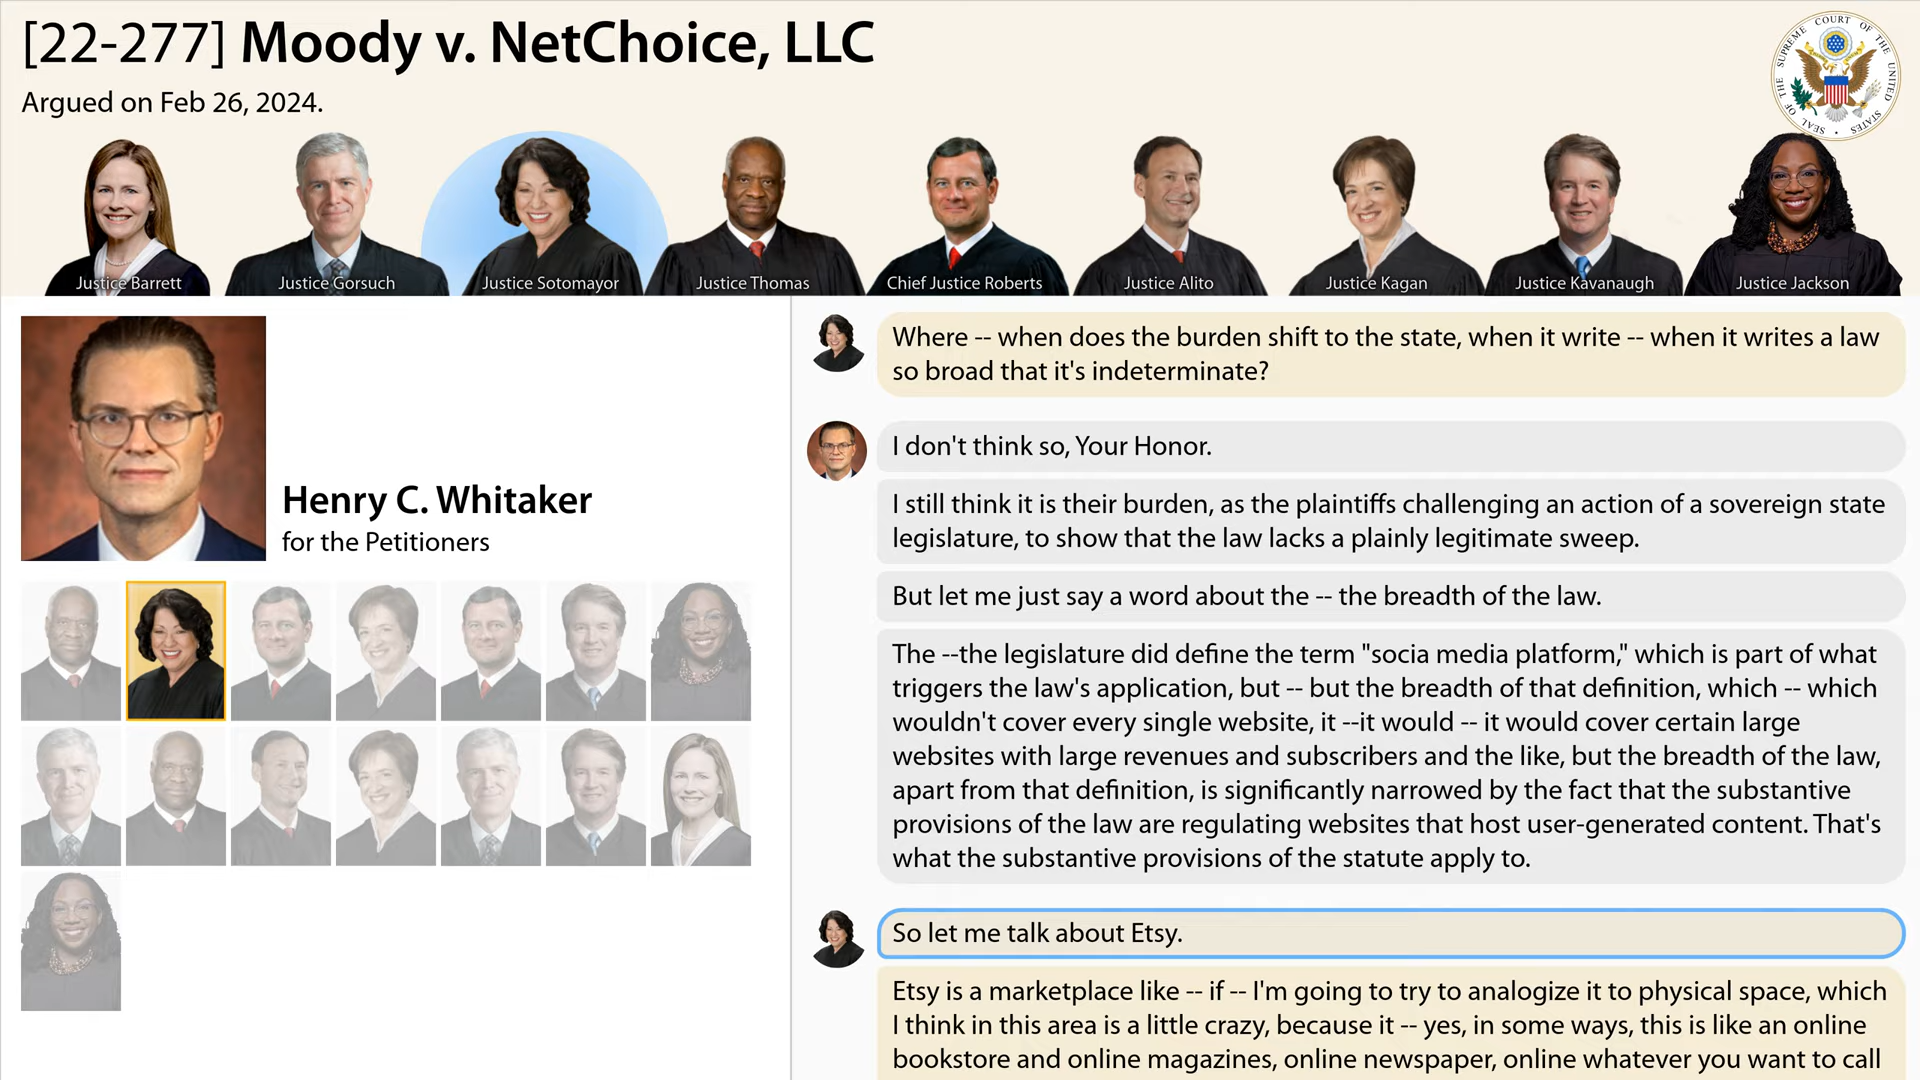 [22-277] Moody v. NetChoice, LLC
Argued on Feb 26, 2024.
SEAL OF THE SUPREME COURT OF THE UNITED STATES
Justice Barrett
Justice Gorsuch
Justice Sotomayor
Justice Thomas
Chief Justice Roberts
Justice Alito
Justice Kagan
Justice Kavanaugh
Justice Jackson
Henry C. Whitaker
for the Petitioners
Where -- when does the burden shift to the state, when it write -- when it writes a law
so broad that it's indeterminate?
I don't think so, Your Honor.
I still think it is their burden, as the plaintiffs challenging an action of a sovereign state
legislature, to show that the law lacks a plainly legitimate sweep.
But let me just say a word about the -- the breadth of the law.
The --the legislature did define the term "socia media platform," which is part of what
triggers the law's application, but -- but the breadth of that definition, which -- which
wouldn't cover every single website, it --it would -- it would cover certain large
websites with large revenues and subscribers and the like, but the breadth of the law,
apart from that definition, is significantly narrowed by the fact that the substantive
provisions of the law are regulating websites that host user-generated content. That's
what the substantive provisions of the statute apply to.
So let me talk about Etsy.
Etsy is a marketplace like -- if -- I'm going to try to analogize it to physical space, which
I think in this area is a little crazy, because it -- yes, in some ways, this is like an online
bookstore and online magazines, online newspaper, online whatever you want to call